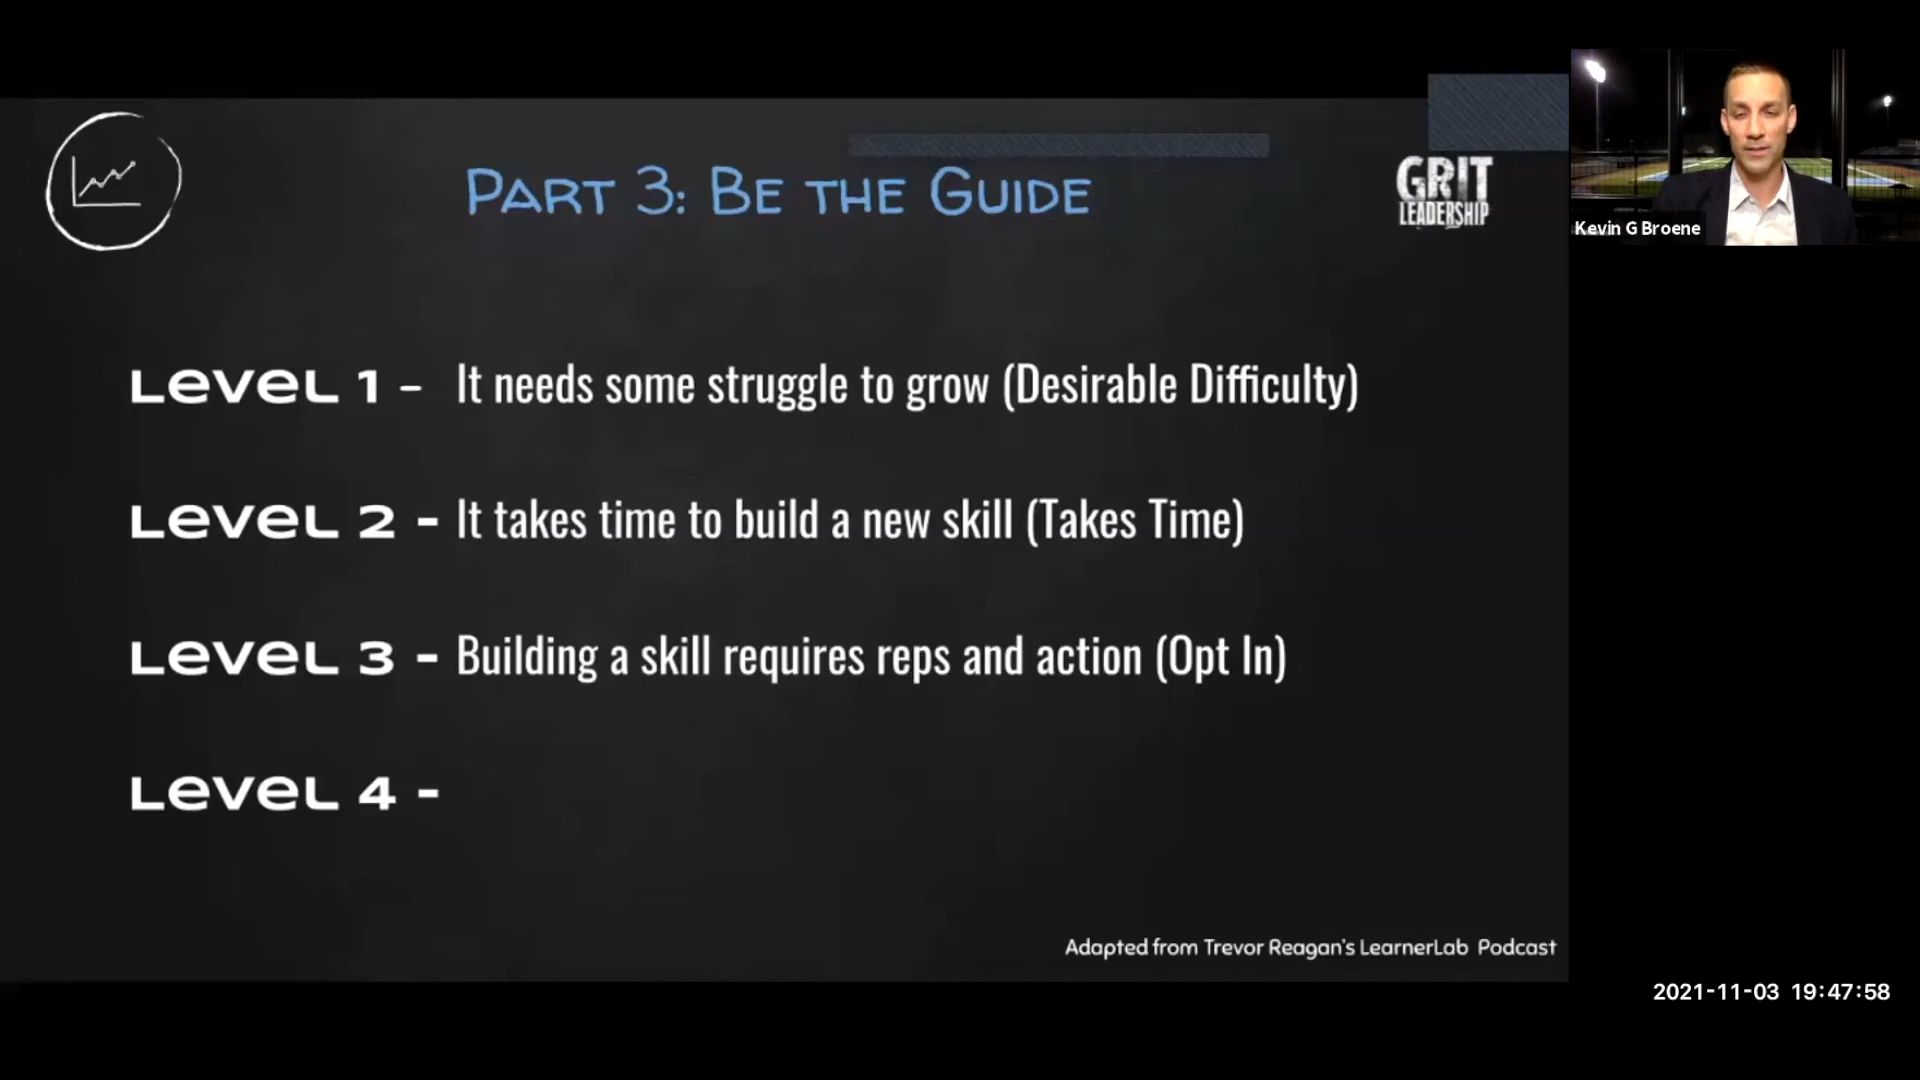 PART 3: BE THE GUIDE
GRIT
LEADERSHIP
Kevin G Broene
LEVEL 1 - It needs some struggle to grow (Desirable Difficulty)
LEVEL 2 - It takes time to build a new skill (Takes Time)
LEVEL 3 - Building a skill requires reps and action (Opt In)
LEVEL 4 -
Adapted from Trevor Reagan's LearnerLab Podcast
2021-11-03 19:47:58